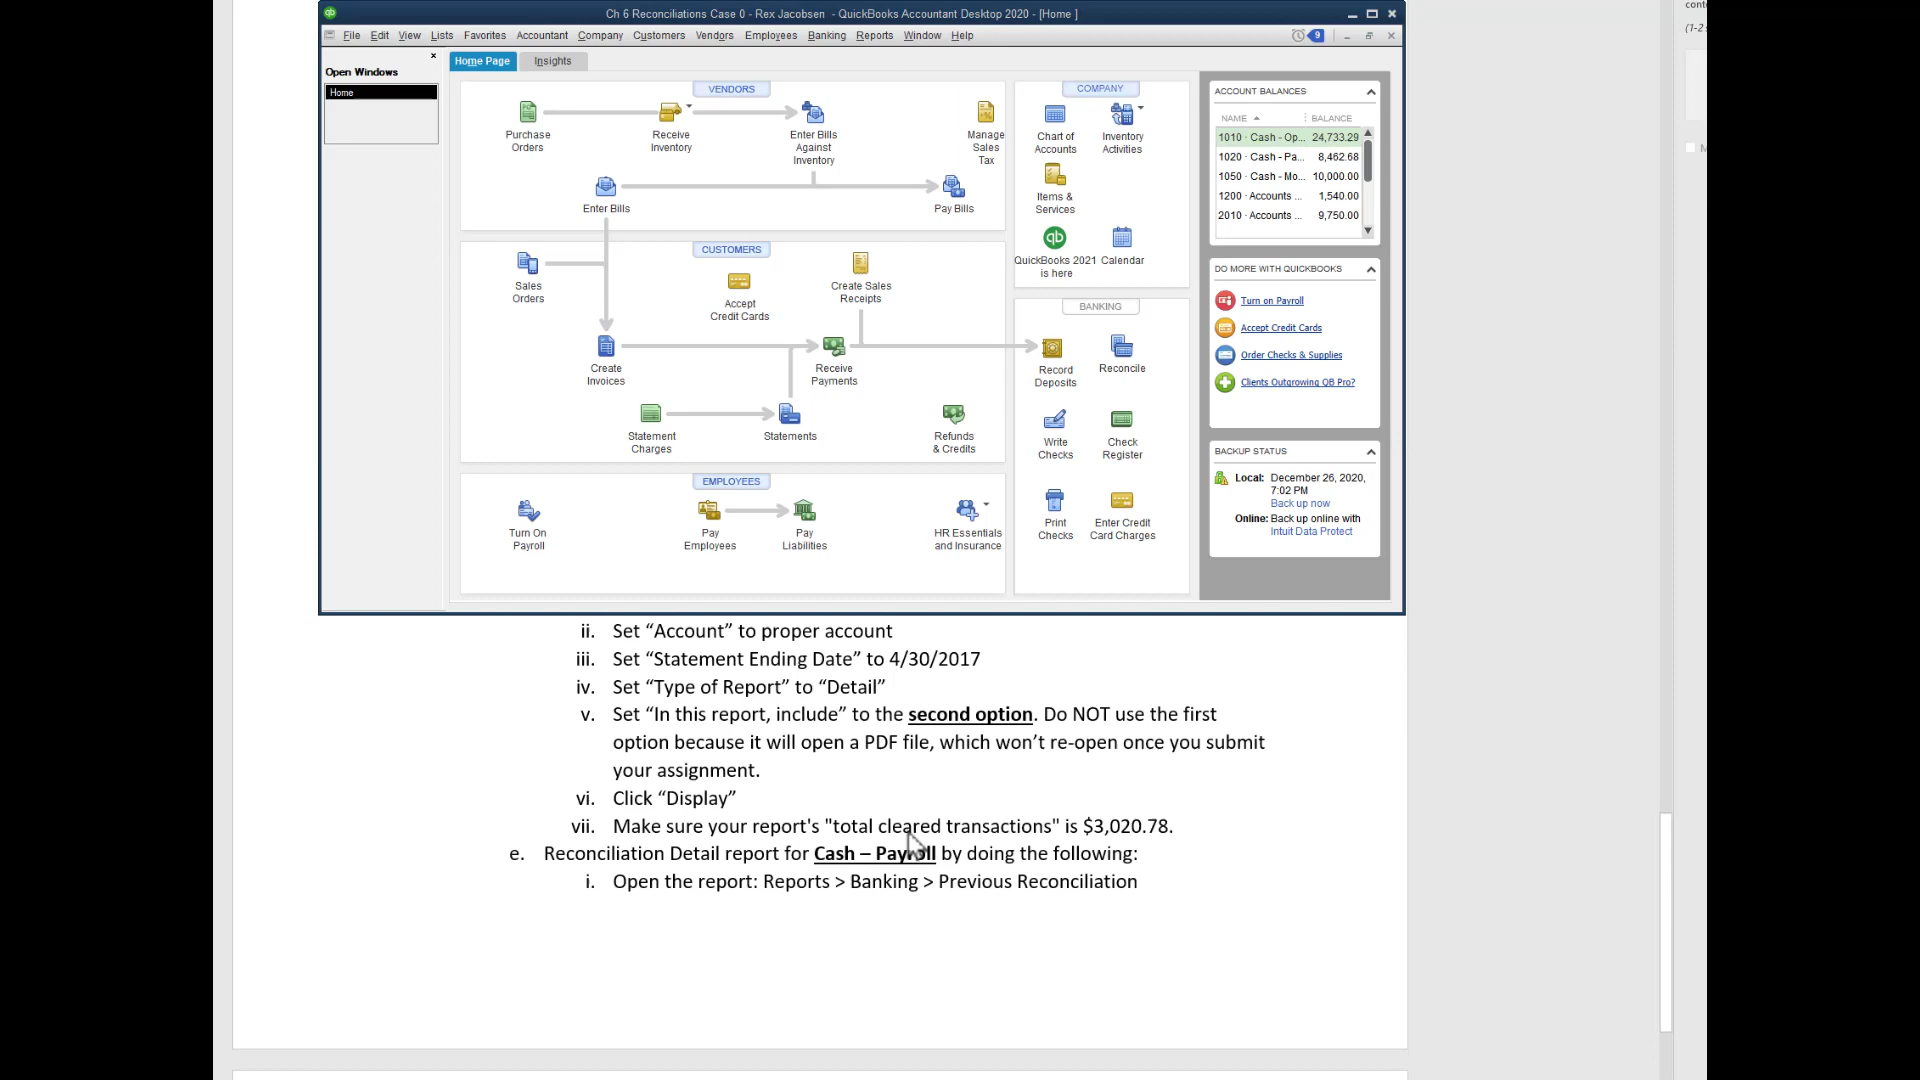 Ch 6 Reconciliations Case 0 - Rex Jacobsen - QuickBooks Accountant Desktop 2020 - [Home ]
File Edit View Lists Favorites Accountant Company Customers Vendors Employees Banking Reports Window Help
9
Open Windows
Home
Home Page Insights
VENDORS
Purchase
Orders
Receive
Inventory
Enter Bills
Against
Inventory
Manage
Sales
Tax
Enter Bills
Pay Bills
CUSTOMERS
Sales
Orders
Accept
Credit Cards
Create Sales
Receipts
Create
Invoices
Receive
Payments
Statement
Charges
Statements
Refunds
& Credits
EMPLOYEES
Turn On
Payroll
Pay
Employees
Pay
Liabilities
HR Essentials
and Insurance
COMPANY
Chart of
Accounts
Inventory
Activities
Items &
Services
qb
QuickBooks 2021
is here
Calendar
BANKING
Record
Deposits
Reconcile
Write
Checks
Check
Register
Print
Checks
Enter Credit
Card Charges
ACCOUNT BALANCES
NAME BALANCE
1010 · Cash - Op... 24,733.29
1020 · Cash - Pa... 8,462.68
1050 · Cash - Mo... 10,000.00
1200 · Accounts ... 1,540.00
2010 · Accounts ... 9,750.00
DO MORE WITH QUICKBOOKS
Turn on Payroll
Accept Credit Cards
Order Checks & Supplies
Clients Outgrowing QB Pro?
BACKUP STATUS
Local: December 26, 2020,
7:02 PM
Back up now
Online: Back up online with
Intuit Data Protect
ii. Set “Account” to proper account
iii. Set “Statement Ending Date” to 4/30/2017
iv. Set “Type of Report” to “Detail”
v. Set “In this report, include” to the second option. Do NOT use the first
option because it will open a PDF file, which won’t re-open once you submit
your assignment.
vi. Click “Display”
vii. Make sure your report's "total cleared transactions" is $3,020.78.
e. Reconciliation Detail report for Cash – Payroll by doing the following:
i. Open the report: Reports > Banking > Previous Reconciliation